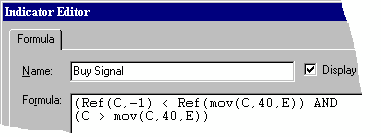 Indicator Editor
Formula
Name: Buy Signal
Display
Formula: (Ref(C,-1) < Ref(mov(C,40,E)) AND
(C > mov(C,40,E))